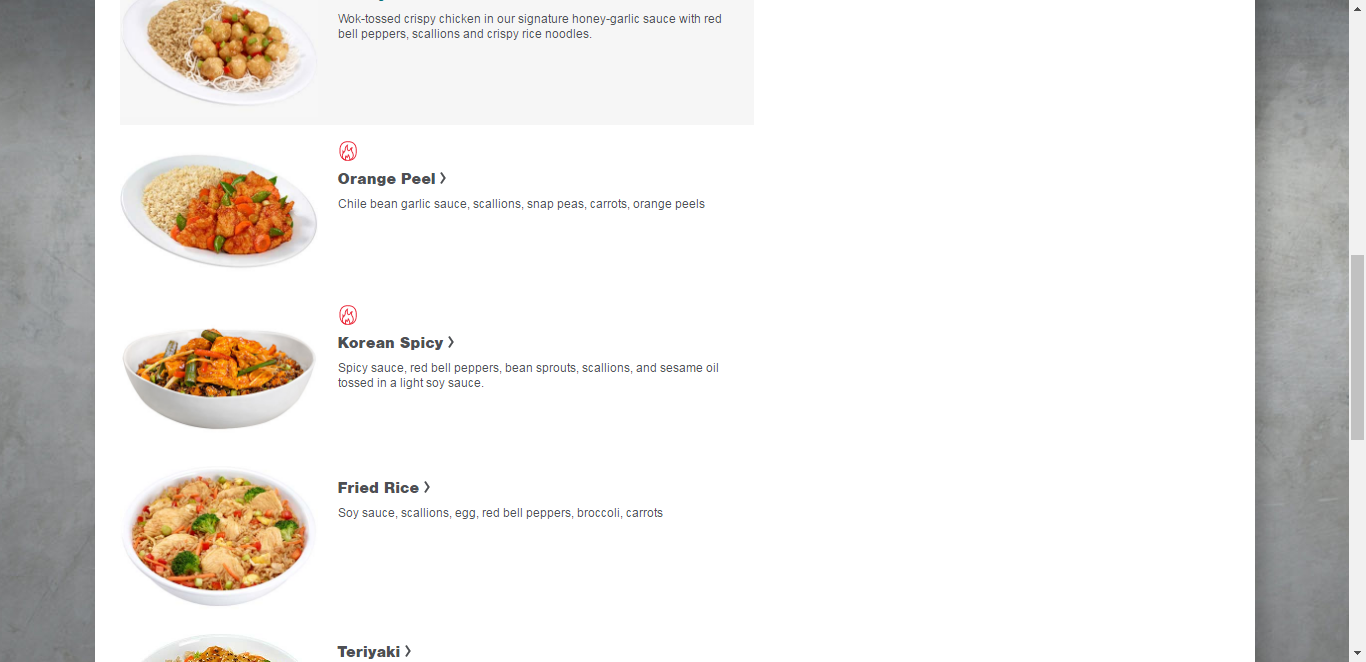 Wok-tossed crispy chicken in our signature honey-garlic sauce with red
bell peppers, scallions and crispy rice noodles.
Orange Peel
Chile bean garlic sauce, scallions, snap peas, carrots, orange peels
Korean Spicy
Spicy sauce, red bell peppers, bean sprouts, scallions, and sesame oil
tossed in a light soy sauce.
Fried Rice
Soy sauce, scallions, egg, red bell peppers, broccoli, carrots
Teriyaki